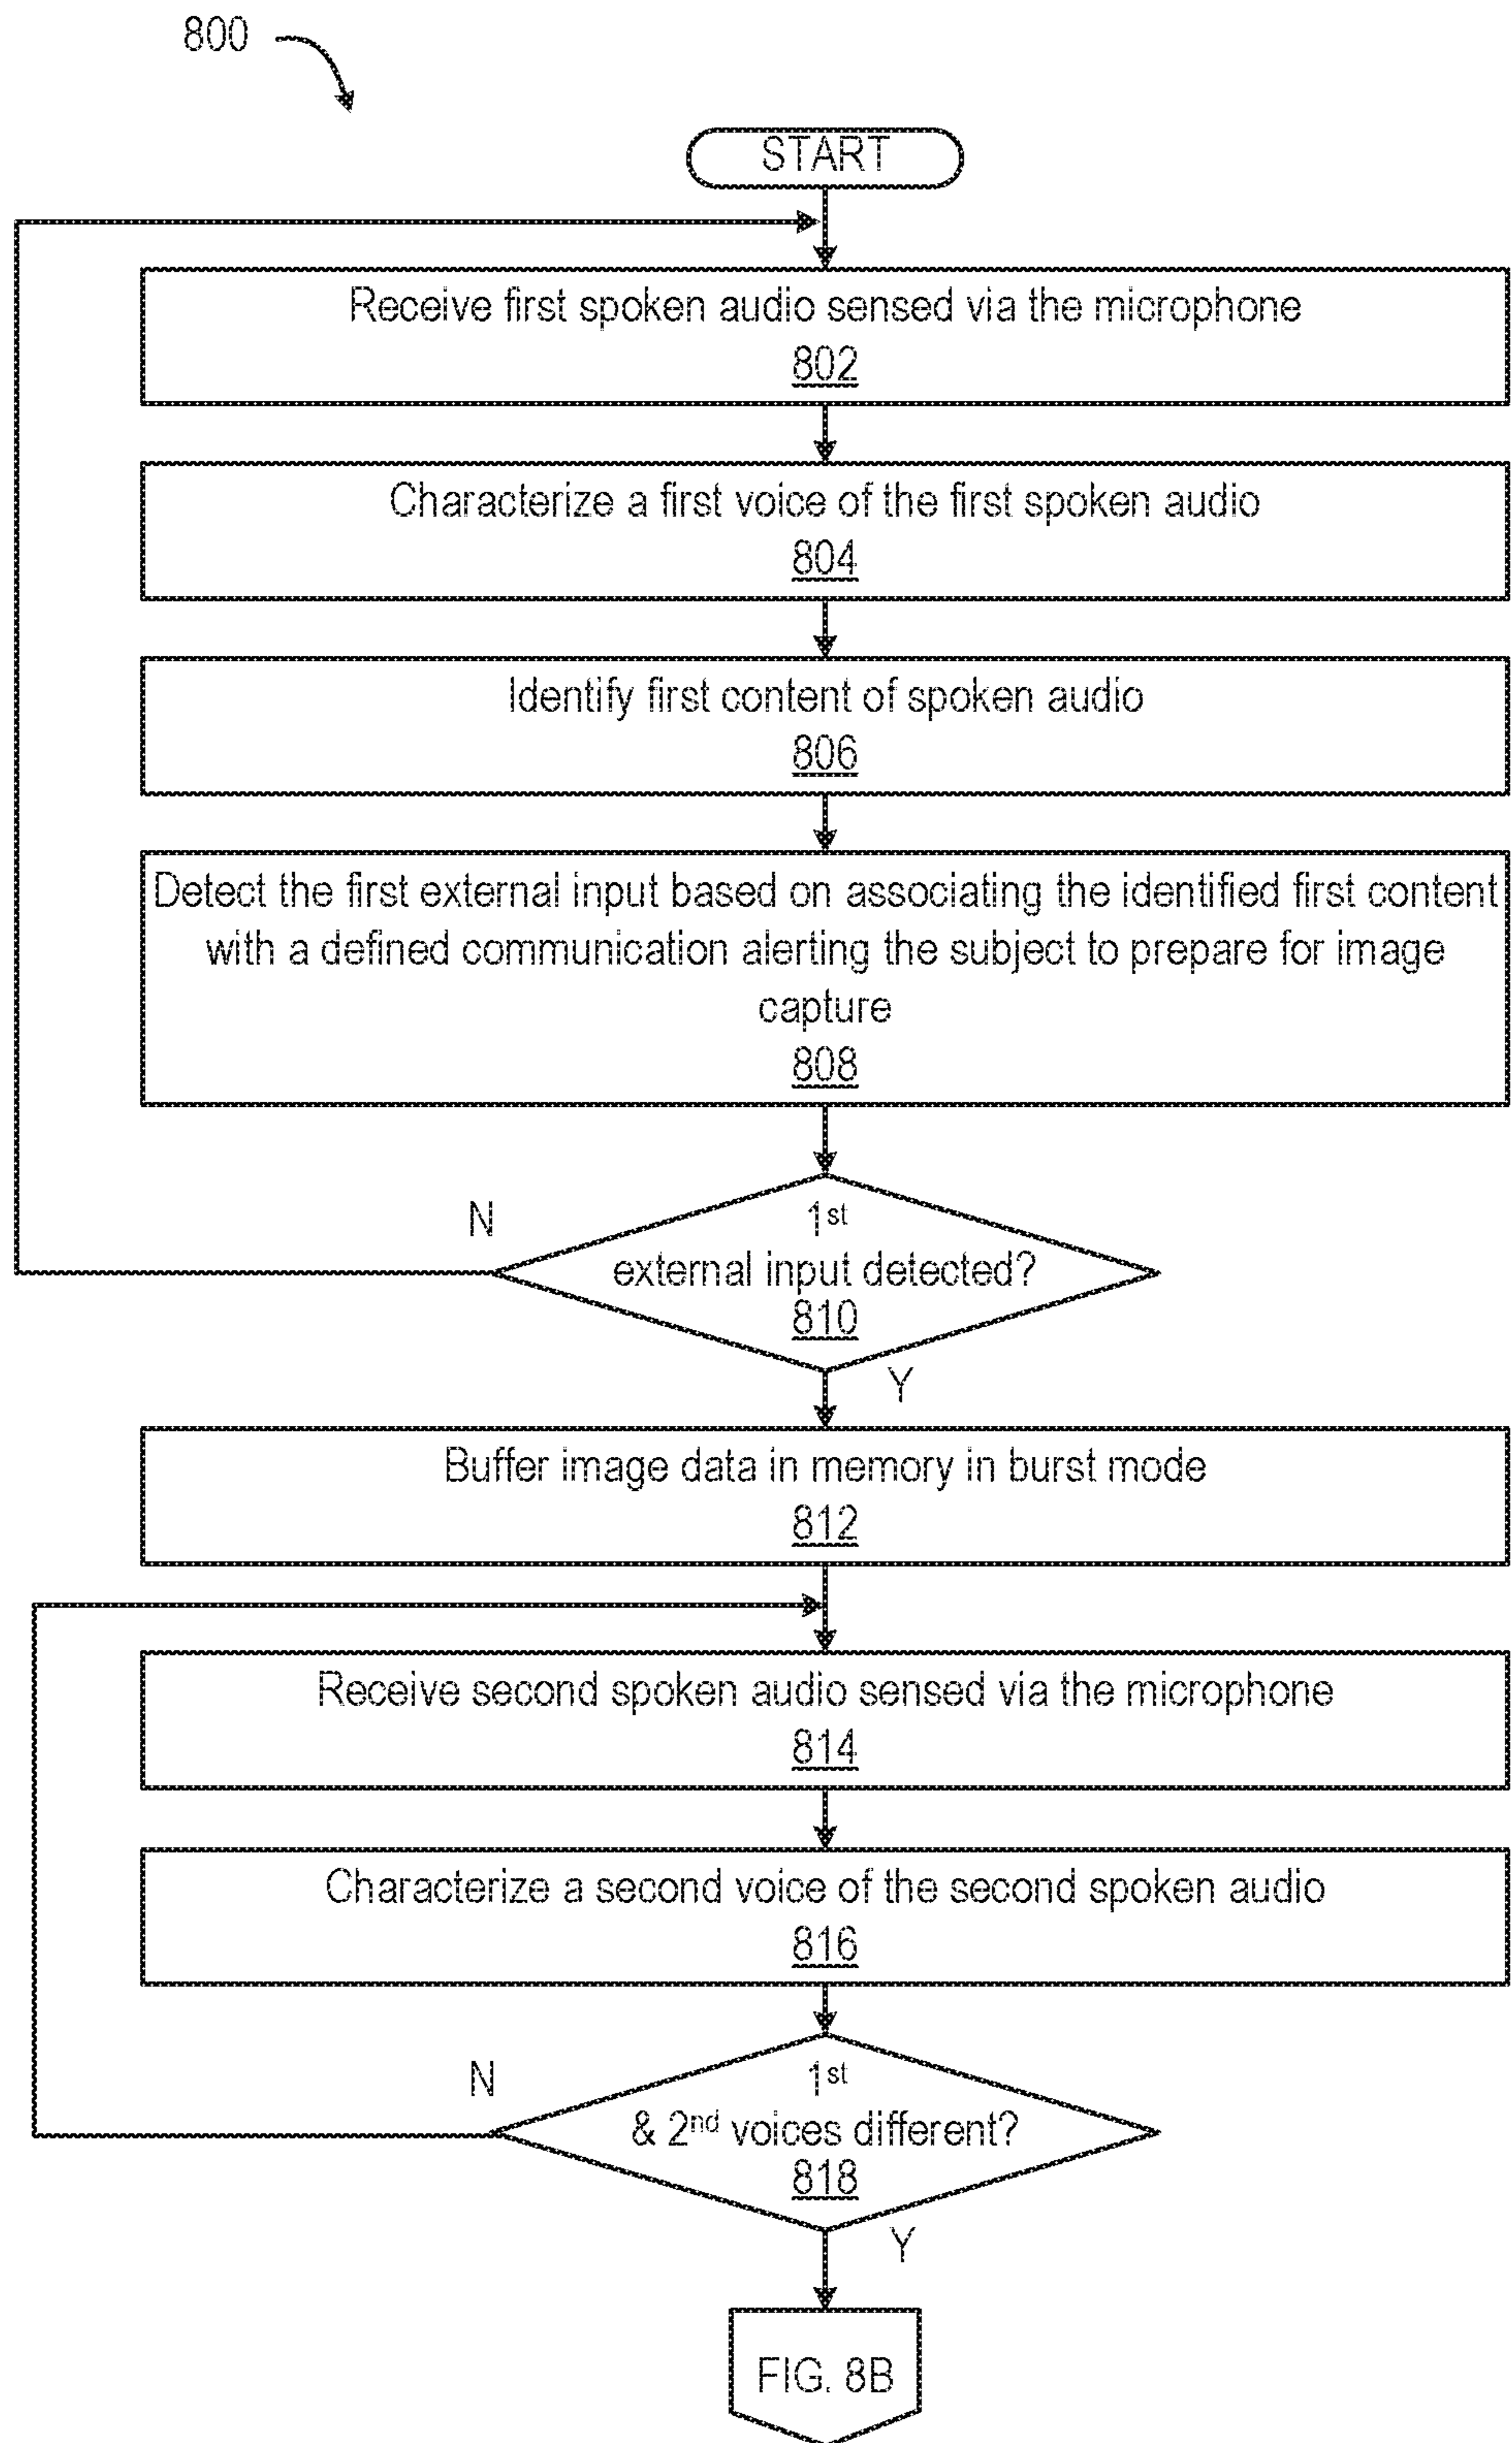 800
START
Receive first spoken audio sensed via the microphone
802
Characterize a first voice of the first spoken audio
804
Identify first content of spoken audio
806
Detect the first external input based on associating the identified first content
with a defined communication alerting the subject to prepare for image
capture
808
N
1st
external input detected?
810
Y
Buffer image data in memory in burst mode
812
Receive second spoken audio sensed via the microphone
814
Characterize a second voice of the second spoken audio
816
N
1st
& 2nd voices different?
818
Y
FIG. 8B